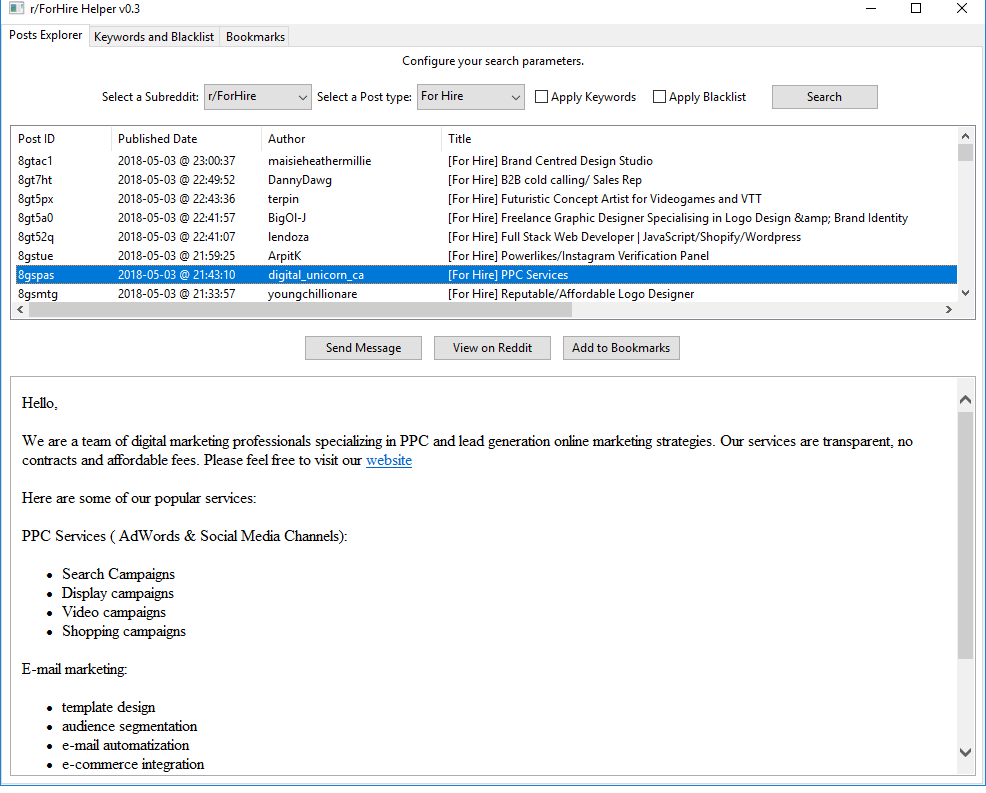 r/ForHire Helper v0.3
Posts Explorer Keywords and Blacklist Bookmarks
Configure your search parameters.
Select a Subreddit: r/ForHire Select a Post type: For Hire Apply Keywords Apply Blacklist Search
Post ID Published Date Author Title
8gtac1 2018-05-03 @ 23:00:37 maisieheathermillie [For Hire] Brand Centred Design Studio
8gt7ht 2018-05-03 @ 22:49:52 DannyDawg [For Hire] B2B cold calling/ Sales Rep
8gt5px 2018-05-03 @ 22:43:36 terpin [For Hire] Futuristic Concept Artist for Videogames and VTT
8gt5a0 2018-05-03 @ 22:41:57 BigOl-J [For Hire] Freelance Graphic Designer Specialising in Logo Design &amp; Brand Identity
8gt52q 2018-05-03 @ 22:41:07 lendoza [For Hire] Full Stack Web Developer | JavaScript/Shopify/Wordpress
8gstue 2018-05-03 @ 21:59:25 ArpitK [For Hire] Powerlikes/Instagram Verification Panel
8gspas 2018-05-03 @ 21:43:10 digital_unicorn_ca [For Hire] PPC Services
8gsmtg 2018-05-03 @ 21:33:57 youngchillionare [For Hire] Reputable/Affordable Logo Designer
Send Message View on Reddit Add to Bookmarks
Hello,
We are a team of digital marketing professionals specializing in PPC and lead generation online marketing strategies. Our services are transparent, no
contracts and affordable fees. Please feel free to visit our website
Here are some of our popular services:
PPC Services ( AdWords & Social Media Channels):
• Search Campaigns
• Display campaigns
• Video campaigns
• Shopping campaigns
E-mail marketing:
• template design
• audience segmentation
• e-mail automatization
• e-commerce integration